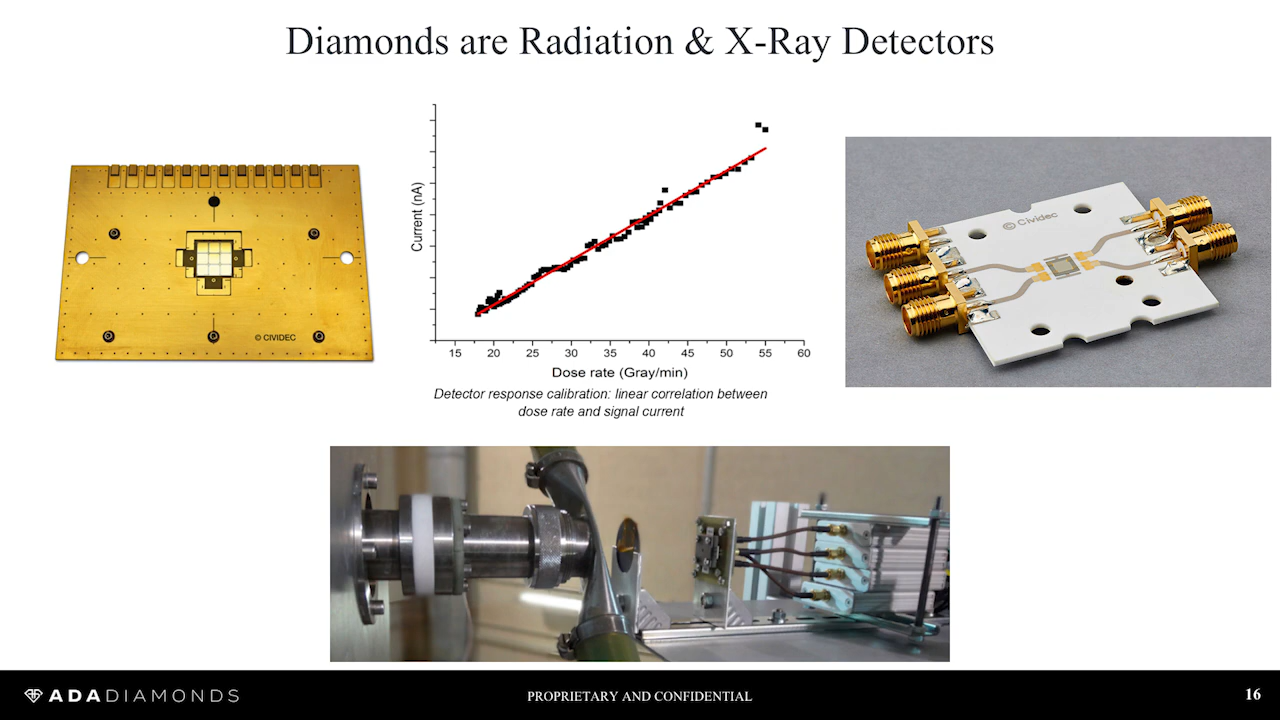 Diamonds are Radiation & X-Ray Detectors
© CIVIDEC
Current (nA)
15 20 25 30 35 40 45 50 55 60
Dose rate (Gray/min)
Detector response calibration: linear correlation between
dose rate and signal current
© Cividec
ADADIAMONDS
PROPRIETARY AND CONFIDENTIAL
16